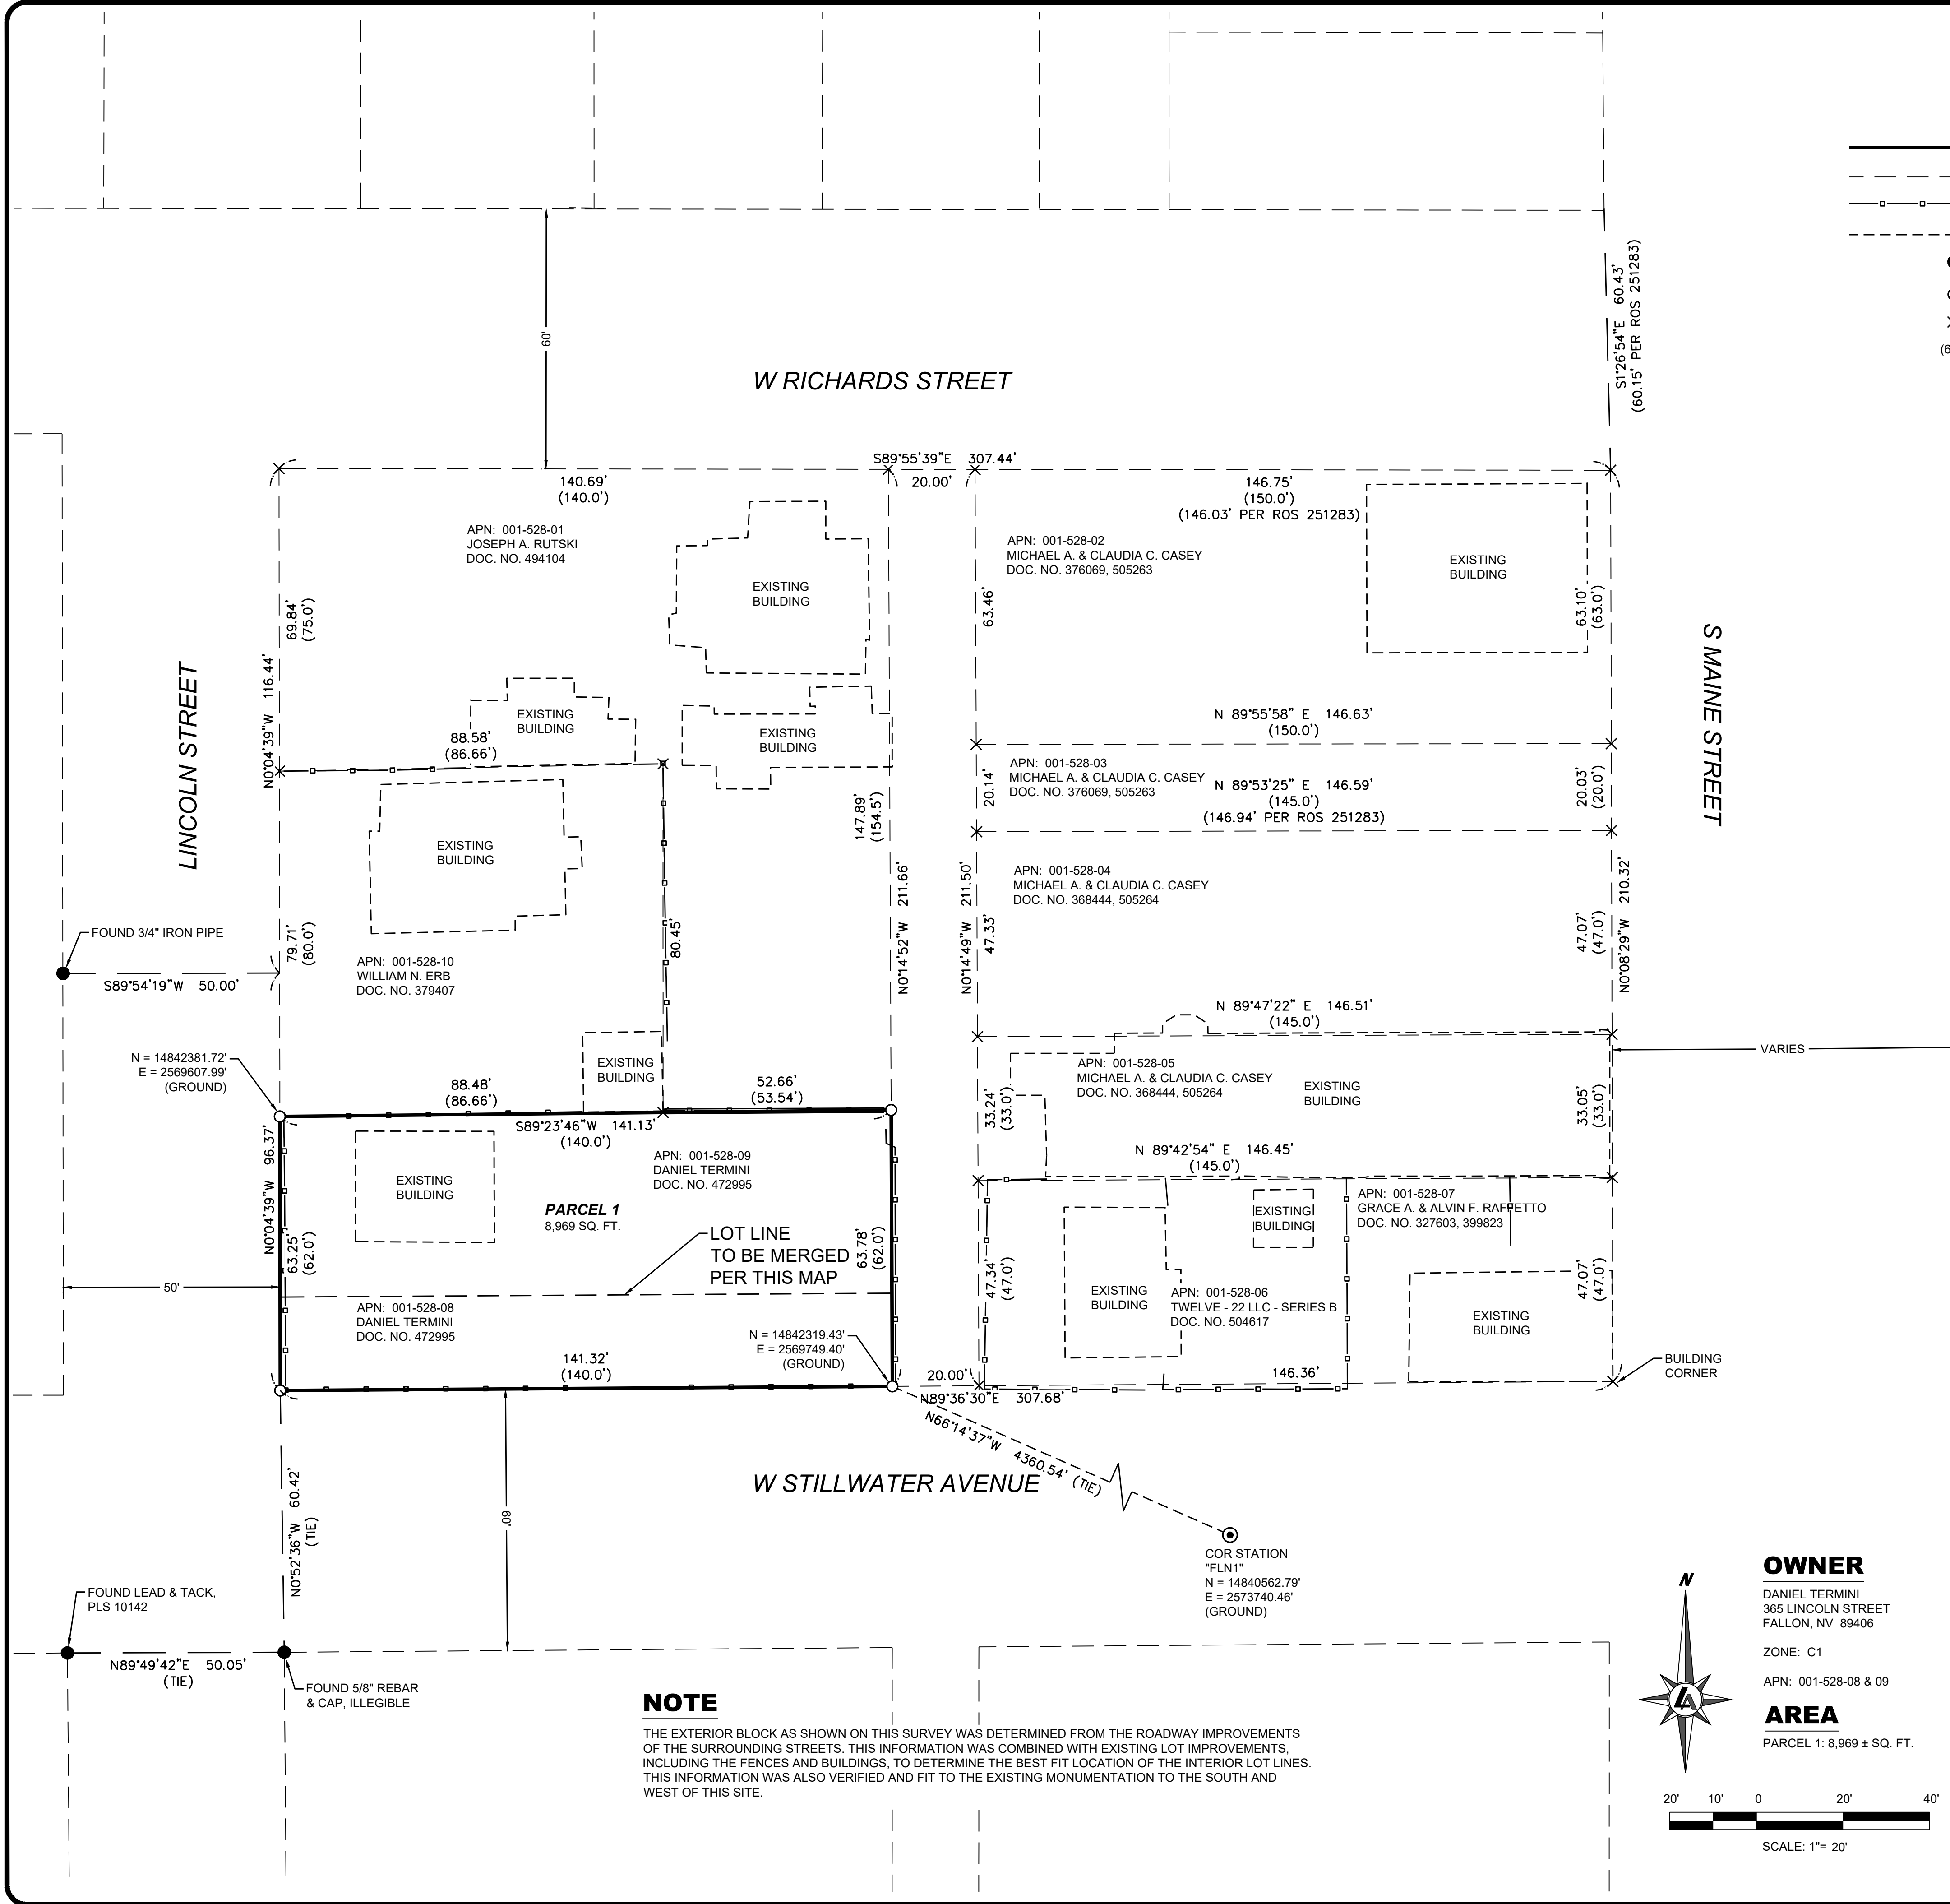 60'
S1°26'54"E 60.43'
(60.15' PER ROS 251283)
(6
W RICHARDS STREET
S89°55'39"E 307.44'
140.69'
(140.0')
20.00'
146.75'
(150.0')
(146.03' PER ROS 251283)
APN: 001-528-01
JOSEPH A. RUTSKI
DOC. NO. 494104
APN: 001-528-02
MICHAEL A. & CLAUDIA C. CASEY
DOC. NO. 376069, 505263
EXISTING
BUILDING
EXISTING
BUILDING
69.84'
(75.0')
63.46'
63.10'
(63.0')
LINCOLN STREET
N0°04'39"W 116.44'
S MAINE STREET
EXISTING
BUILDING
88.58'
(86.66')
EXISTING
BUILDING
N 89°55'58" E 146.63'
(150.0')
APN: 001-528-03
MICHAEL A. & CLAUDIA C. CASEY
DOC. NO. 376069, 505263
20.14'
N 89°53'25" E 146.59'
(145.0')
(146.94' PER ROS 251283)
20.03'
(20.0')
147.89'
(154.5')
EXISTING
BUILDING
APN: 001-528-04
MICHAEL A. & CLAUDIA C. CASEY
DOC. NO. 368444, 505264
N0°14'52"W 211.66'
N0°14'49"W 211.50'
47.33'
47.07'
(47.0')
N0°08'29"W 210.32'
80.45'
FOUND 3/4" IRON PIPE
79.71'
(80.0')
S89°54'19"W 50.00'
APN: 001-528-10
WILLIAM N. ERB
DOC. NO. 379407
N 89°47'22" E 146.51'
(145.0')
VARIES
N = 14842381.72'
E = 2569607.99'
(GROUND)
EXISTING
BUILDING
88.48'
(86.66')
52.66'
(53.54')
APN: 001-528-05
MICHAEL A. & CLAUDIA C. CASEY
DOC. NO. 368444, 505264
EXISTING
BUILDING
33.24'
(33.0')
33.05'
(33.0')
S89°23'46"W 141.13'
(140.0')
N0°04'39"W 96.37'
N 89°42'54" E 146.45'
(145.0')
APN: 001-528-09
DANIEL TERMINI
DOC. NO. 472995
EXISTING
BUILDING
PARCEL 1
8,969 SQ. FT.
APN: 001-528-07
GRACE A. & ALVIN F. RAFFETTO
DOC. NO. 327603, 399823
EXISTING
BUILDING
LOT LINE
TO BE MERGED
PER THIS MAP
63.25'
(62.0')
63.78'
(62.0')
47.34'
(47.0')
47.07'
(47.0')
50'
EXISTING
BUILDING
APN: 001-528-06
TWELVE - 22 LLC - SERIES B
DOC. NO. 504617
APN: 001-528-08
DANIEL TERMINI
DOC. NO. 472995
EXISTING
BUILDING
N = 14842319.43'
E = 2569749.40'
(GROUND)
141.32'
(140.0')
20.00'
146.36'
BUILDING
CORNER
N89°36'30"E 307.68'
N66°14'37"W 4360.54' (TIE)
W STILLWATER AVENUE
60'
N0°52'36"W 60.42'
(TIE)
COR STATION
"FLN1"
N = 14840562.79'
E = 2573740.46'
(GROUND)
FOUND LEAD & TACK,
PLS 10142
N89°49'42"E 50.05'
(TIE)
FOUND 5/8" REBAR
& CAP, ILLEGIBLE
NOTE
THE EXTERIOR BLOCK AS SHOWN ON THIS SURVEY WAS DETERMINED FROM THE ROADWAY IMPROVEMENTS
OF THE SURROUNDING STREETS. THIS INFORMATION WAS COMBINED WITH EXISTING LOT IMPROVEMENTS,
INCLUDING THE FENCES AND BUILDINGS, TO DETERMINE THE BEST FIT LOCATION OF THE INTERIOR LOT LINES.
THIS INFORMATION WAS ALSO VERIFIED AND FIT TO THE EXISTING MONUMENTATION TO THE SOUTH AND
WEST OF THIS SITE.
N
LA
OWNER
DANIEL TERMINI
365 LINCOLN STREET
FALLON, NV 89406
ZONE: C1
APN: 001-528-08 & 09
AREA
PARCEL 1: 8,969 ± SQ. FT.
20' 10' 0 20' 40'
SCALE: 1"= 20'